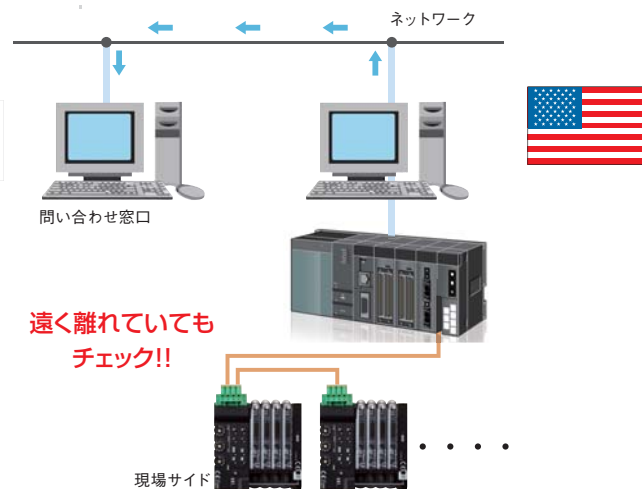 ネットワーク
問い合わせ窓口
遠く離れていても
チェック!!
現場サイド